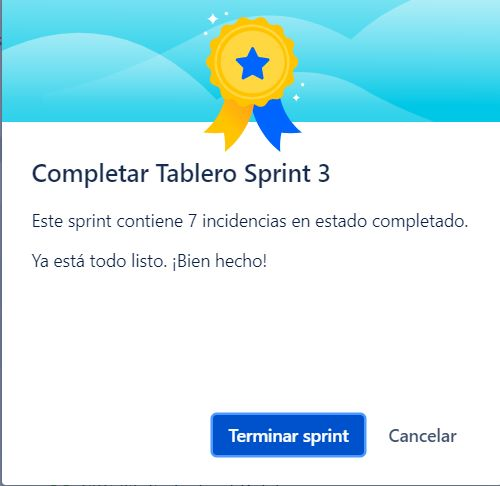 Completar Tablero Sprint 3
Este sprint contiene 7 incidencias en estado completado.
Ya está todo listo. ¡Bien hecho!
Terminar sprint
Cancelar